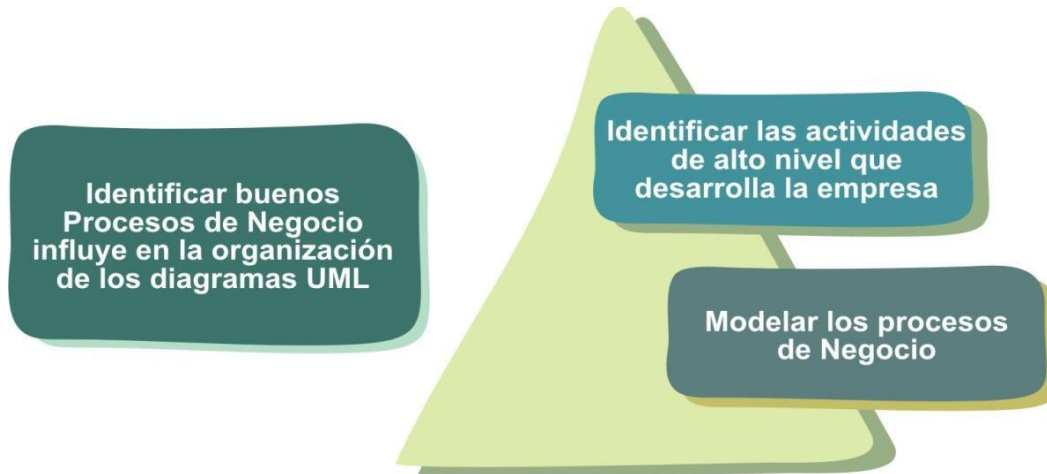 Identificar buenos
Procesos de Negocio
influye en la organización
de los diagramas UML
Identificar las actividades
de alto nivel que
desarrolla la empresa
Modelar los procesos
de Negocio